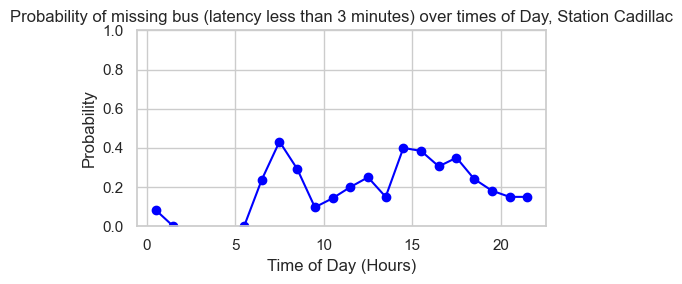 Probability of missing bus (latency less than 3 minutes) over times of Day, Station Cadillac
1.0
0.8
0.6
0.4
0.2
0.0
Probability
0 5 10 15 20
Time of Day (Hours)